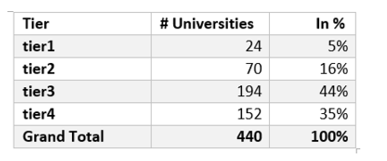 Tier # Universities In %
tier1 24 5%
tier2 70 16%
tier3 194 44%
tier4 152 35%
Grand Total 440 100%